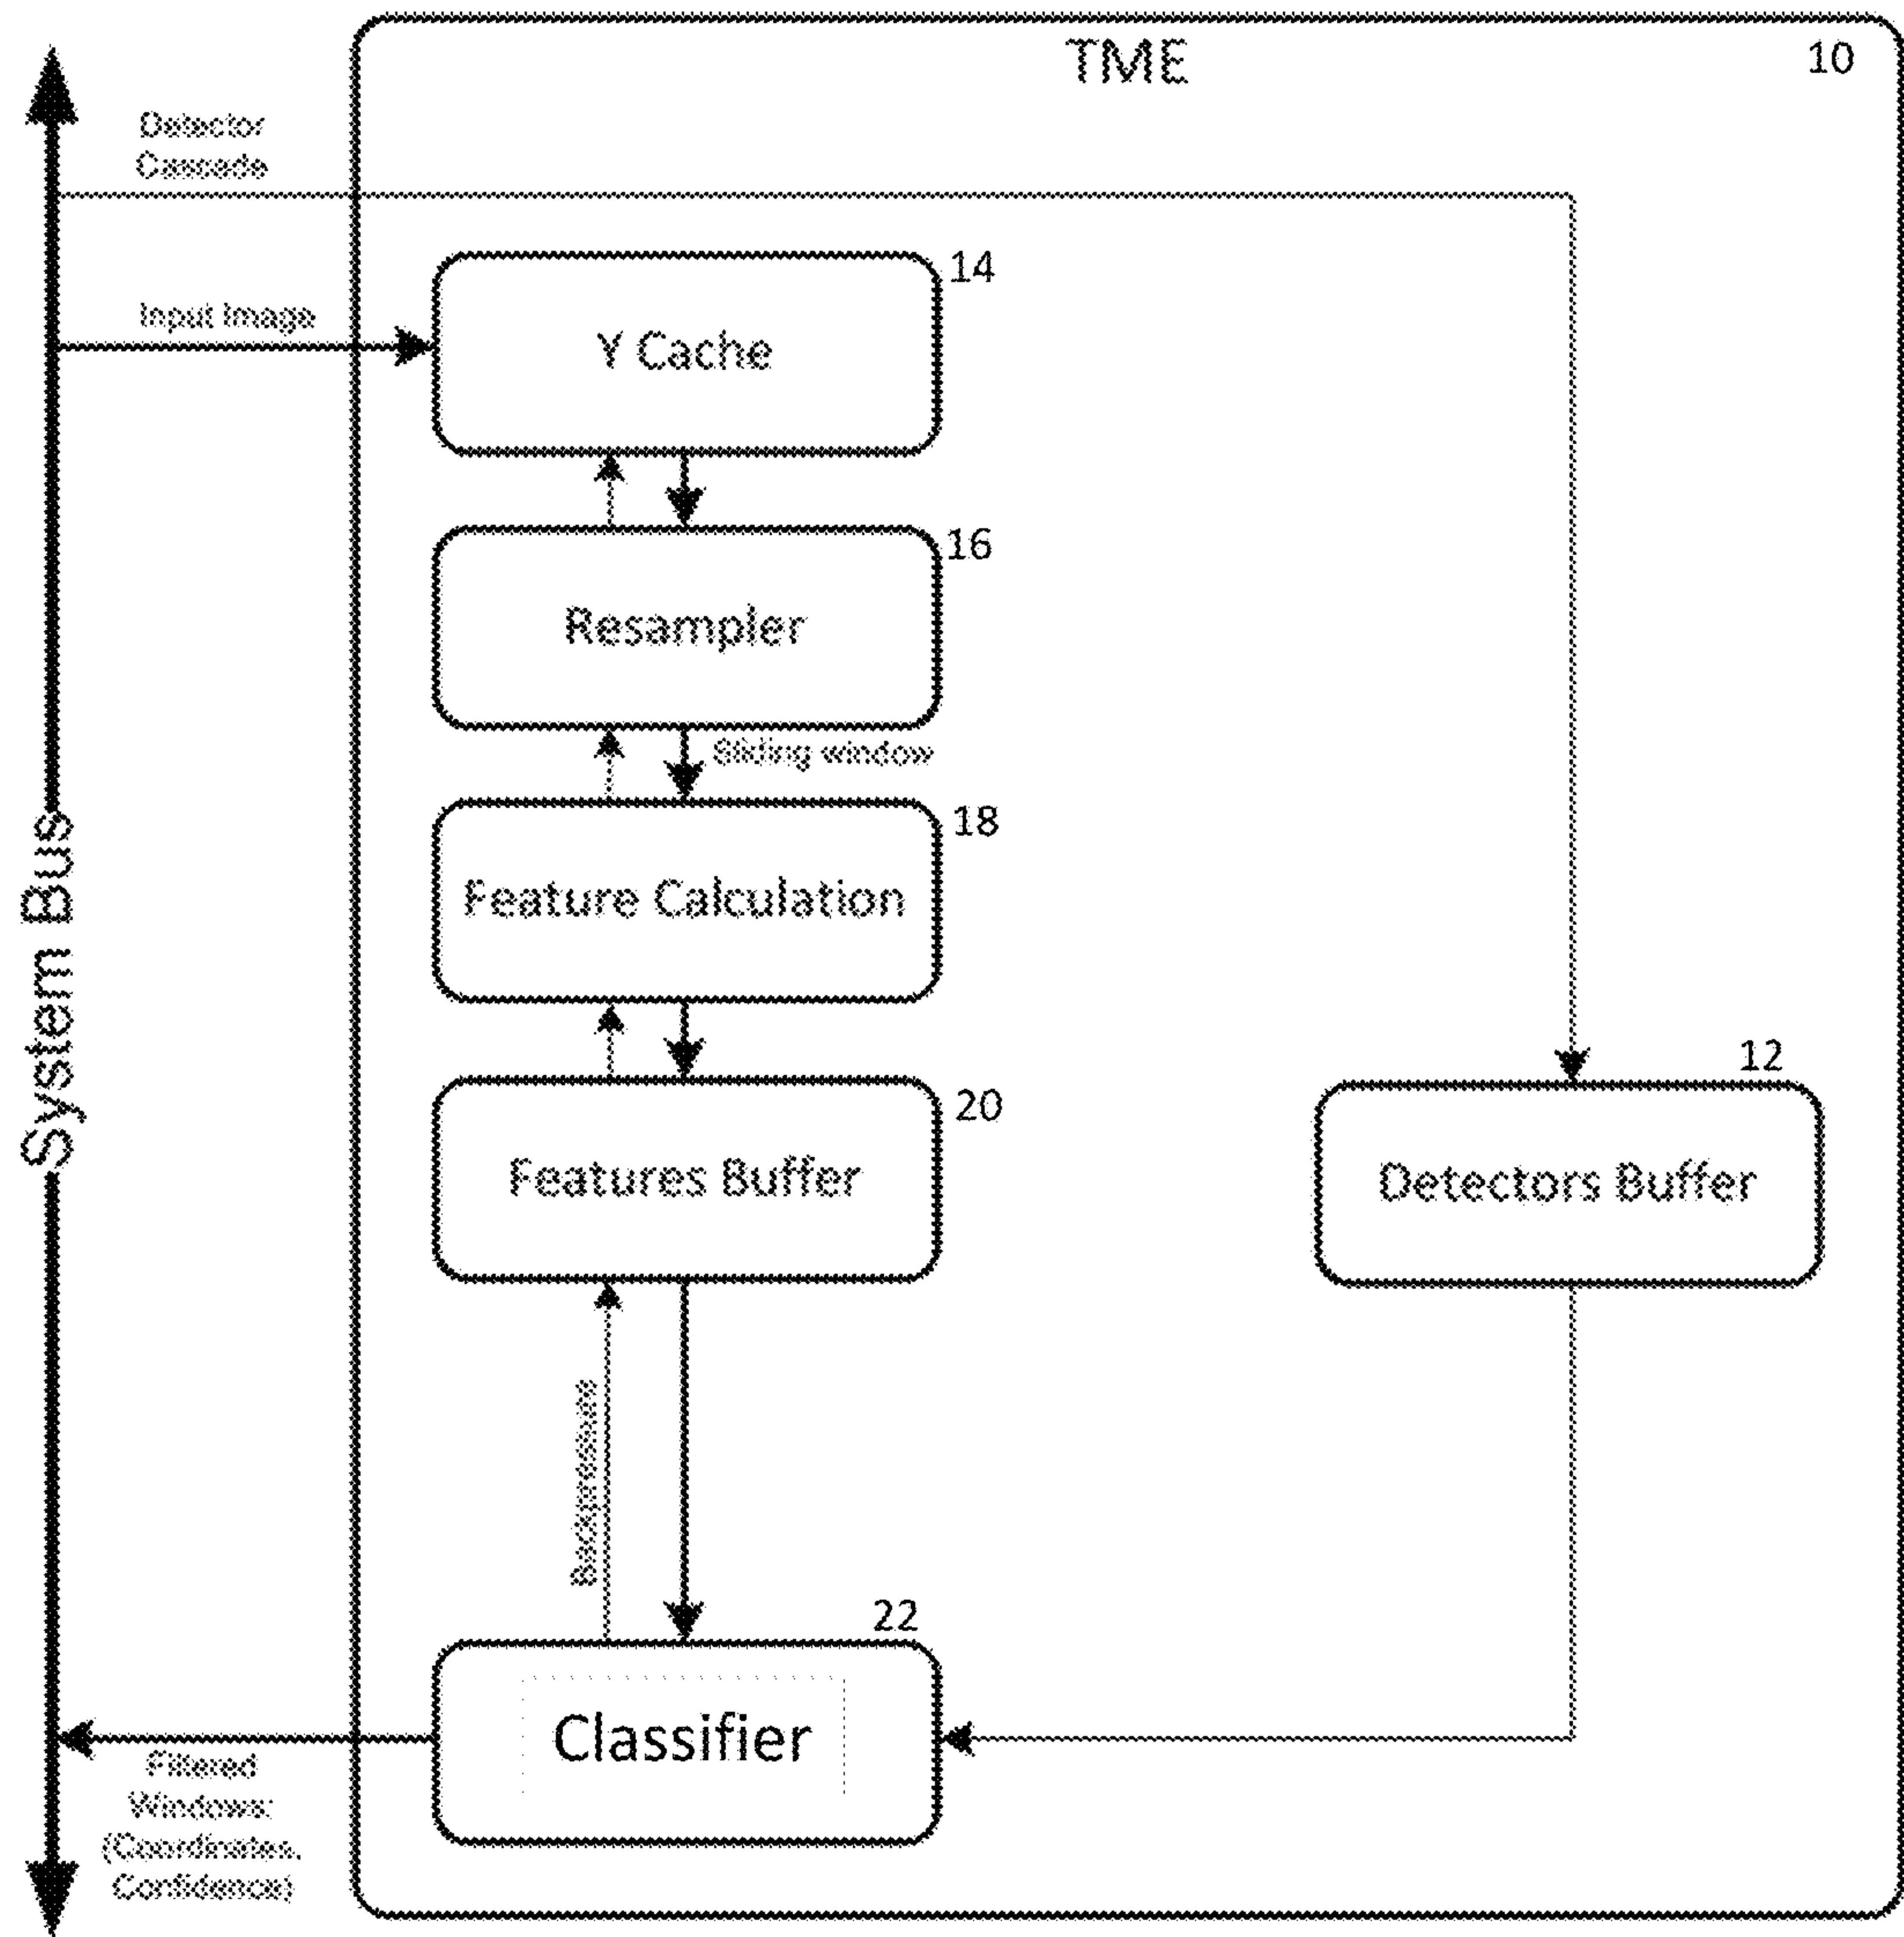 TME
10
Detector
Cascade
Input Image
14
Y Cache
16
Resampler
Sliding window
18
Feature Calculation
System Bus
20
Features Buffer
12
Detectors Buffer
Backpressure
22
Classifier
Filtered
Windows:
(Coordinates,
Confidence)